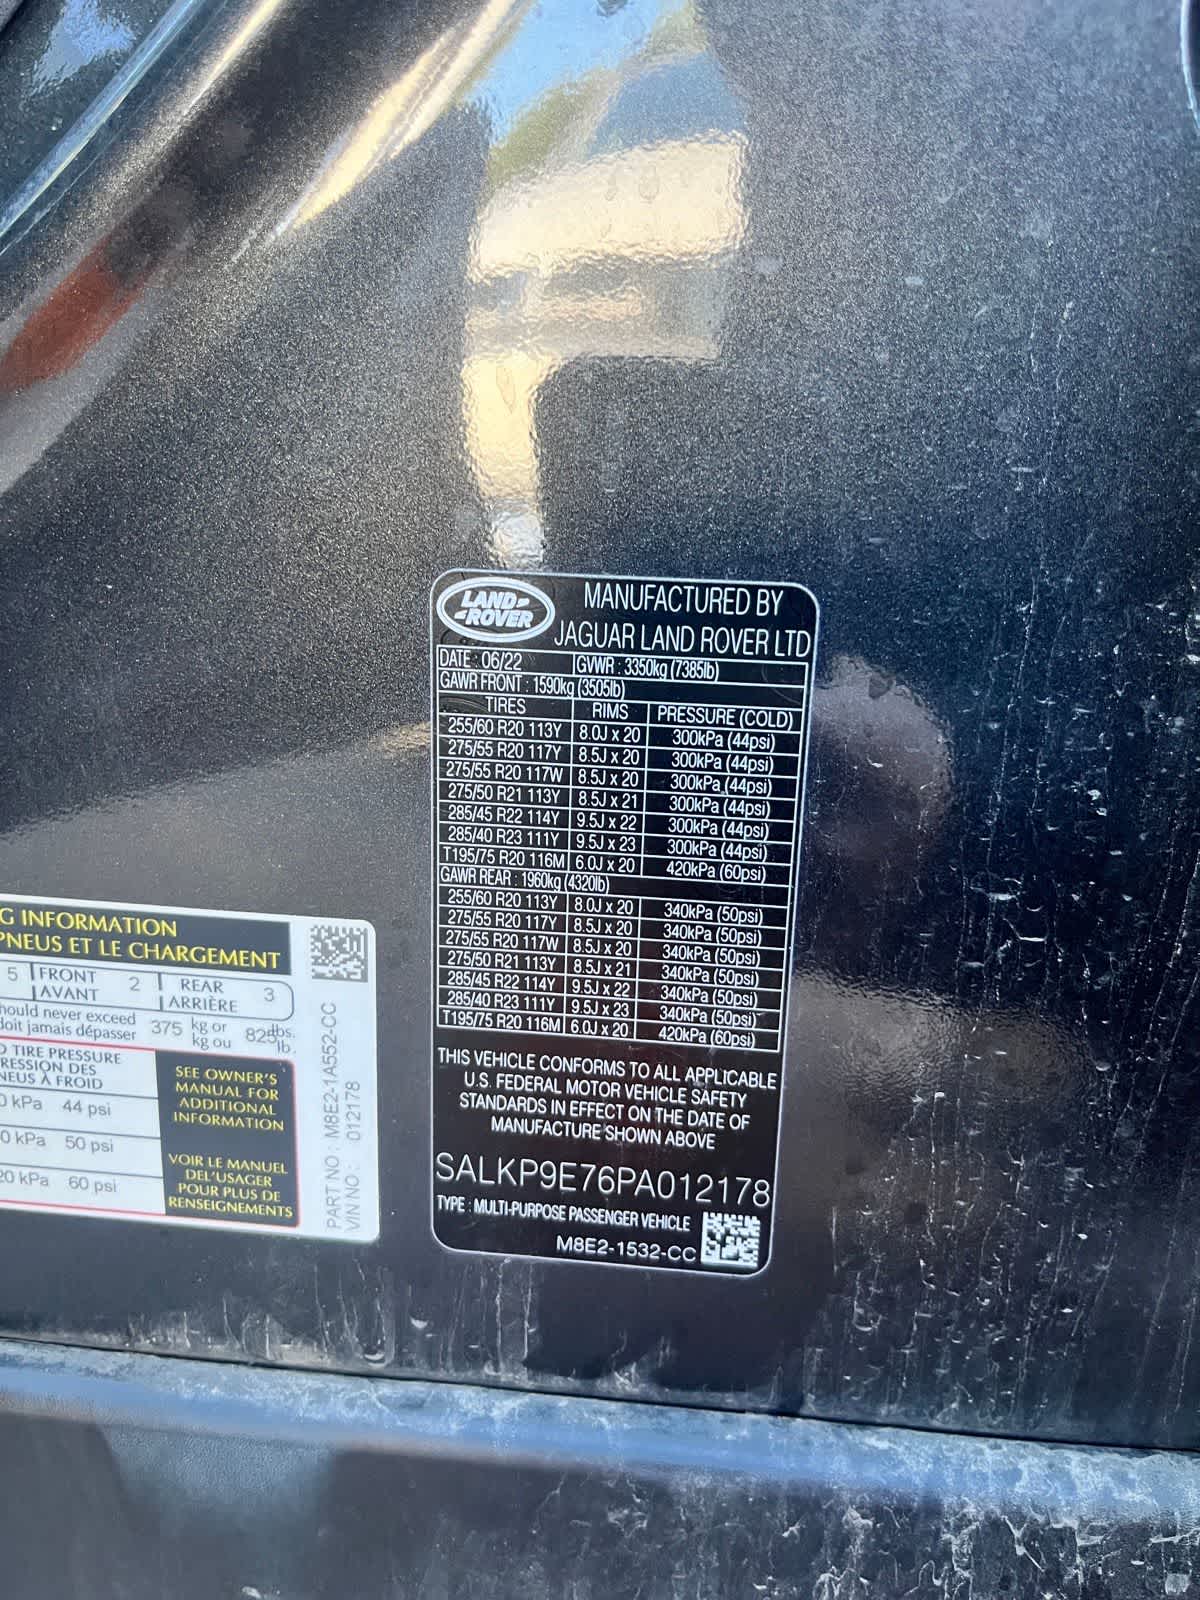 LAND-
-ROVER
MANUFACTURED BY
JAGUAR LAND ROVER LTD
DATE : 06/22 GVWR : 3350kg (7385lb)
GAWR FRONT : 1590kg (3505lb)
TIRES RIMS PRESSURE (COLD)
255/60 R20 113Y 8.0J x 20 300kPa (44psi)
275/55 R20 117Y 8.5J x 20 300kPa (44psi)
275/55 R20 117W 8.5J x 20 300kPa (44psi)
275/50 R21 113Y 8.5J x 21 300kPa (44psi)
285/45 R22 114Y 9.5J x 22 300kPa (44psi)
285/40 R23 111Y 9.5J x 23 300kPa (44psi)
T195/75 R20 116M 6.0J x 20 420kPa (60psi)
GAWR REAR : 1960kg (4320lb)
255/60 R20 113Y 8.0J x 20 340kPa (50psi)
275/55 R20 117Y 8.5J x 20 340kPa (50psi)
275/55 R20 117W 8.5J x 20 340kPa (50psi)
275/50 R21 113Y 8.5J x 21 340kPa (50psi)
285/45 R22 114Y 9.5J x 22 340kPa (50psi)
285/40 R23 111Y 9.5J x 23 340kPa (50psi)
T195/75 R20 116M 6.0J x 20 420kPa (60psi)
THIS VEHICLE CONFORMS TO ALL APPLICABLE
U.S. FEDERAL MOTOR VEHICLE SAFETY
STANDARDS IN EFFECT ON THE DATE OF
MANUFACTURE SHOWN ABOVE
SALKP9E76PA012178
TYPE : MULTI-PURPOSE PASSENGER VEHICLE
M8E2-1532-CC
G INFORMATION
PNEUS ET LE CHARGEMENT
5 FRONT 2 REAR 3
AVANT ARRIÈRE
hould never exceed 375 kg or 825 lbs.
doit jamais dépasser kg ou lb.
D TIRE PRESSURE
RESSION DES
NEUS À FROID
0 kPa 44 psi
0 kPa 50 psi
20 kPa 60 psi
SEE OWNER'S
MANUAL FOR
ADDITIONAL
INFORMATION
VOIR LE MANUEL
DEL'USAGER
POUR PLUS DE
RENSEIGNEMENTS
PART NO : M8E2-1A552-CC
VIN NO : 012178